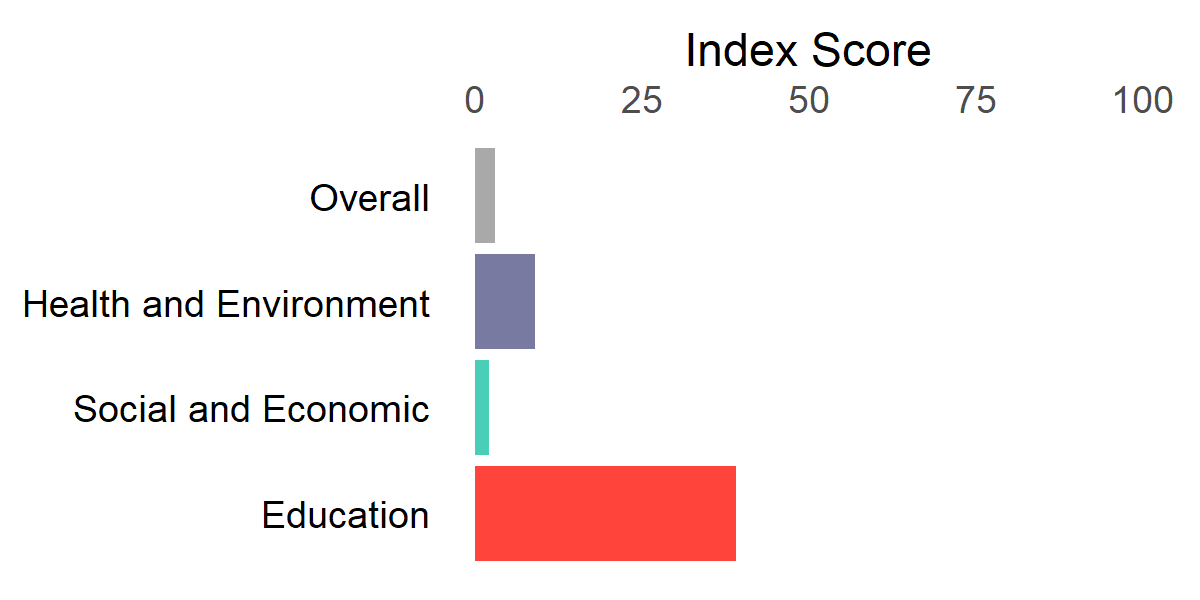 Index Score
0 25 50 75 100
Overall
Health and Environment
Social and Economic
Education